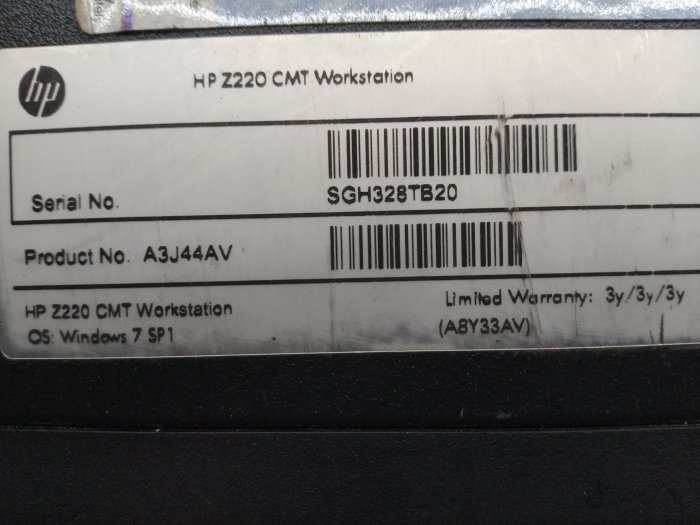 hp
HP Z220 CMT Workstation
Serial No.
SGH328TB20
Product No. A3J44AV
HP Z220 CMT Workstation
OS: Windows 7 SP1
Limited Warranty: 3y/3y/3y
(A8Y33AV)